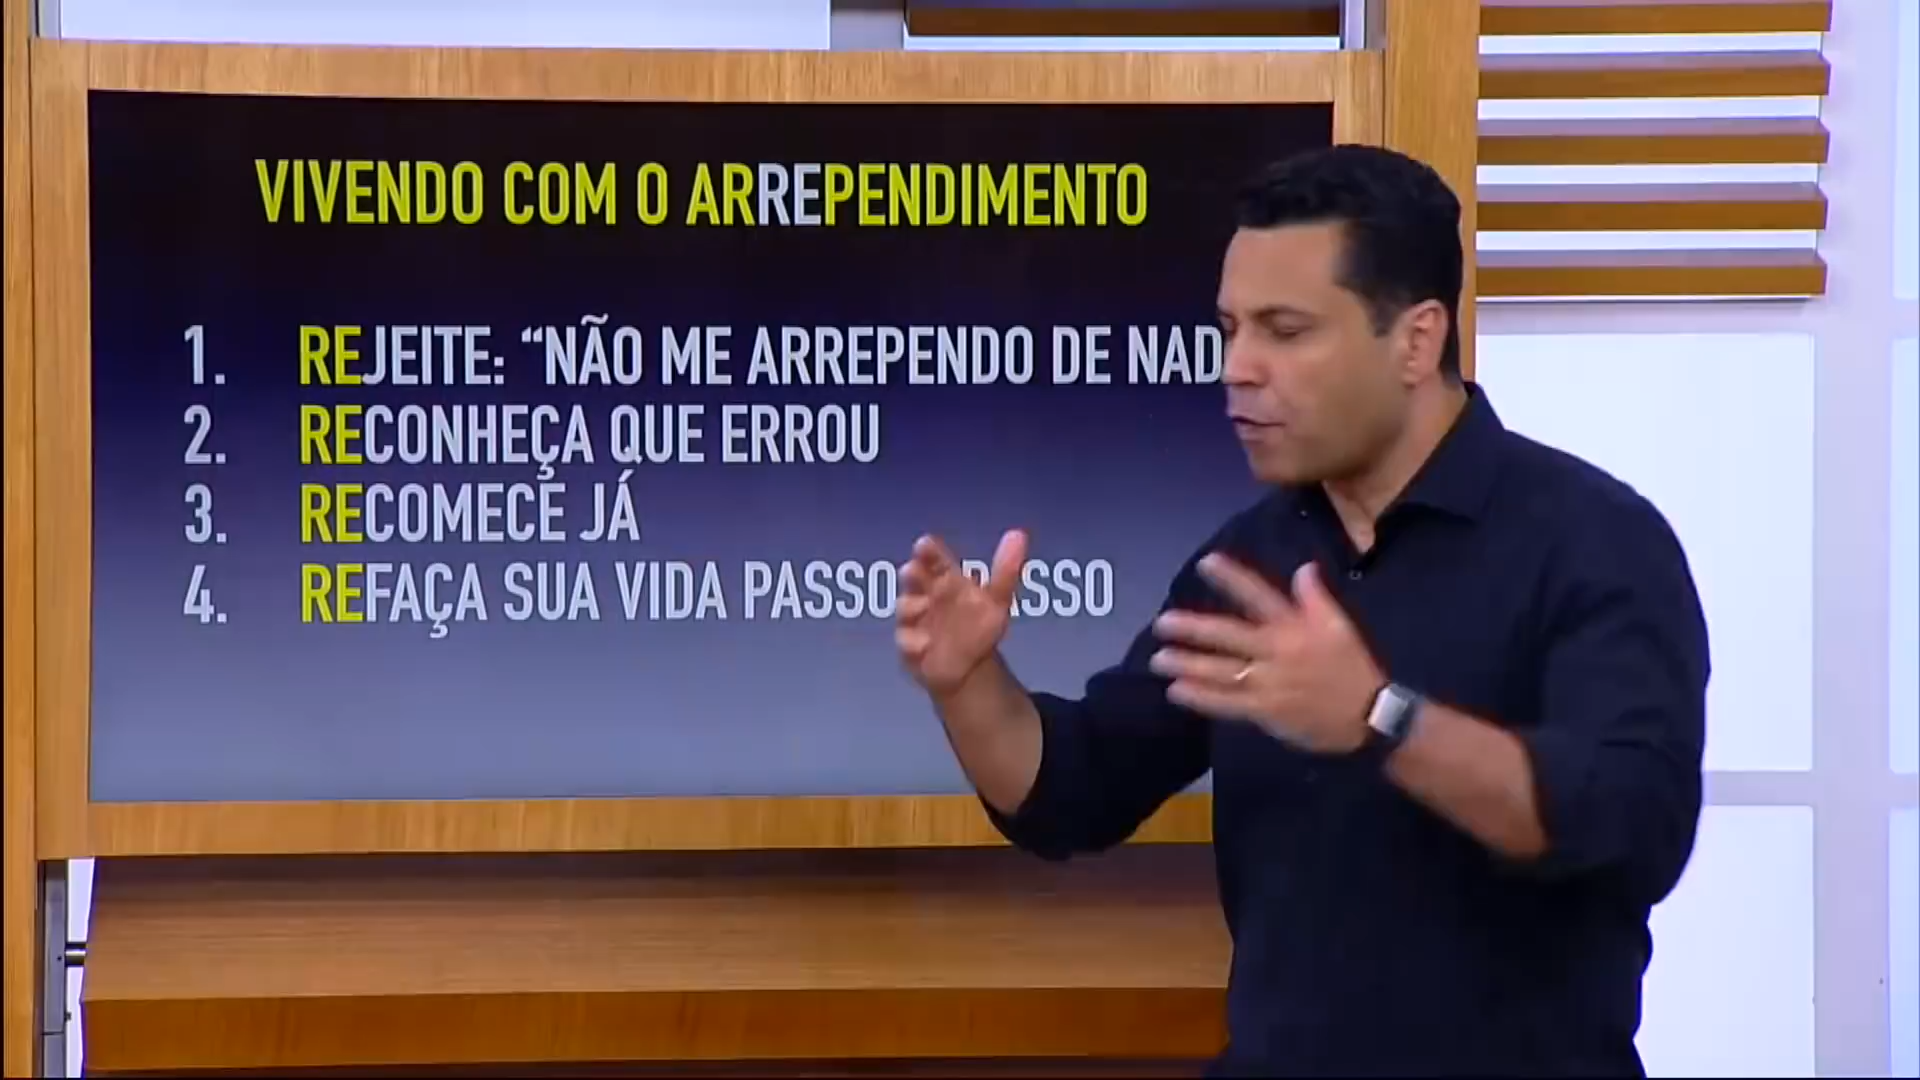 VIVENDO COM O ARREPENDIMENTO
1. REJEITE: “NÃO ME ARREPENDO DE NAD
2. RECONHEÇA QUE ERROU
3. RECOMECE JÁ
4. REFAÇA SUA VIDA PASSO PASSO